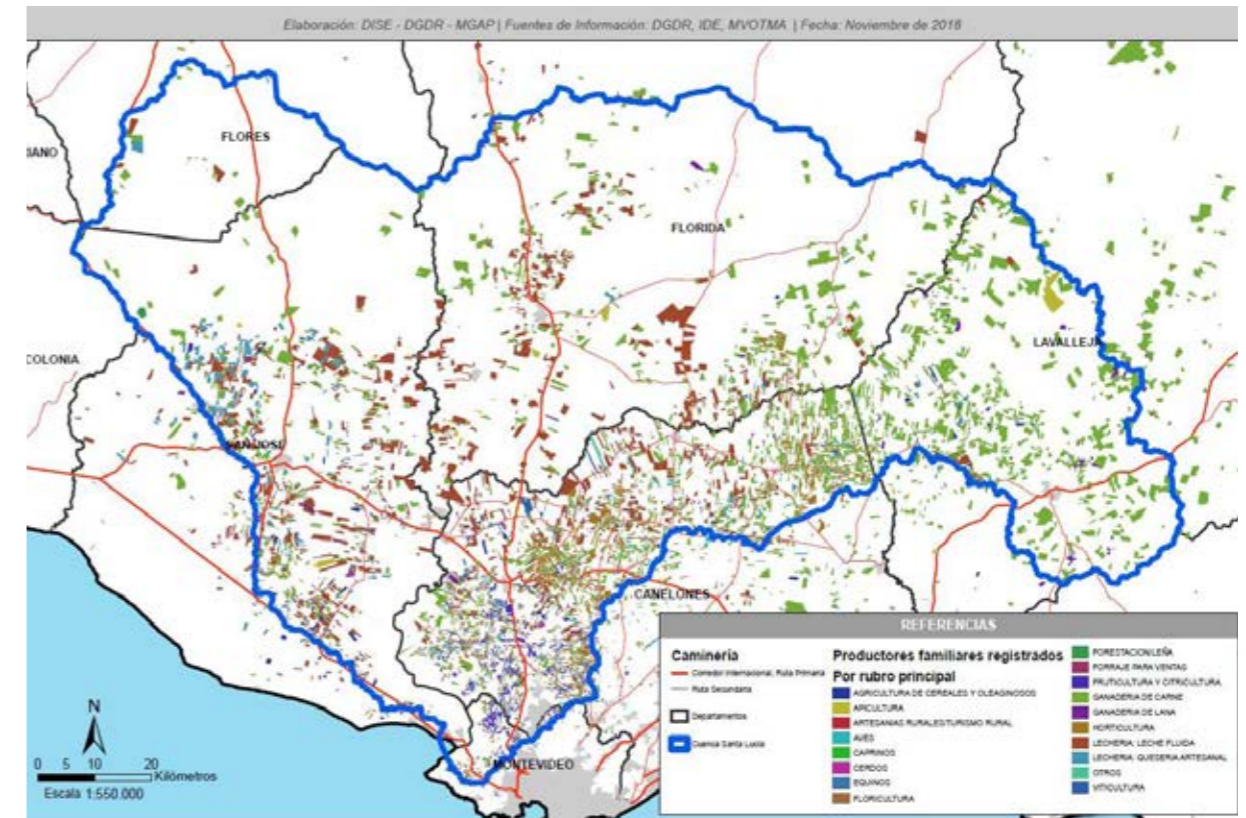 Elaboración: DISE - DGDR - MGAP | Fuentes de Información: DGDR, IDE, MVOTMA | Fecha: Noviembre de 2018
FLORES
IANO
FLORIDA
LAVALLEJA
COLONIA
SAN JOSE
CANELONES
MONTEVIDEO
N
0 5 10 20
Kilómetros
Escala 1:550.000
REFERENCIAS
Caminería
Corredor Internacional, Ruta Primaria
Ruta Secundaria
Departamentos
Cuenca Santa Lucía
Productores familiares registrados
Por rubro principal
AGRICULTURA DE CEREALES Y OLEAGINOSOS
APICULTURA
ARTESANIAS RURALES/TURISMO RURAL
AVES
CAPRINOS
CERDOS
EQUINOS
FLORICULTURA
FORESTACION/LEÑA
FORRAJE PARA VENTAS
FRUTICULTURA Y CITRICULTURA
GANADERIA DE CARNE
GANADERIA DE LANA
HORTICULTURA
LECHERIA: LECHE FLUIDA
LECHERIA: QUESERIA ARTESANAL
OTROS
VITICULTURA